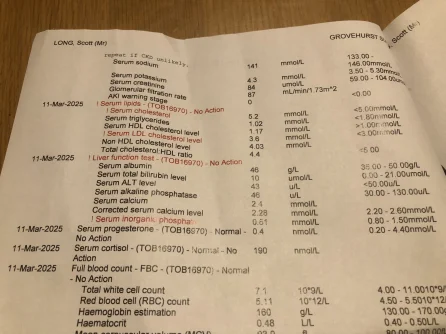 LONG, Scott (Mr)
GROVEHURST S
, Scott (Mr)
repeat if CKD unlikely.
Serum sodium 141 mmol/L 133.00 - 146.00mmol/L
Serum potassium 4.3 mmol/L 3.50 - 5.30mmol/L
Serum creatinine 84 umol/L 59.00 - 104.00
Glomerular filtration rate 87 mL/min/1.73m^2
AKI warning stage 0 <0.00
11-Mar-2025 ! Serum lipids - (TOB16970) - No Action
! Serum cholesterol 5.2 mmol/L <5.00mmol/L
Serum triglycerides 1.02 mmol/L <1.80mmol/L
Serum HDL cholesterol level 1.17 mmol/L >1.00mmol/L
! Serum LDL cholesterol level 3.6 mmol/L <3.00mmol/L
Non HDL cholesterol level 4.03 mmol/L
Total cholesterol:HDL ratio 4.4 <5.00
11-Mar-2025 ! Liver function test - (TOB16970) - No Action
Serum albumin 46 g/L 35.00 - 50.00g/L
Serum total bilirubin level 10 umol/L 0.00 - 21.00umol/L
Serum ALT level 43 u/L <50.00u/L
Serum alkaline phosphatase 46 u/L 30.00 - 130.00u/L
Serum calcium 2.4 mmol/L
Corrected serum calcium level 2.28 mmol/L 2.20 - 2.60mmol/L
! Serum inorganic phosphat mmol/L 0.80 - 1.50mmol/L
11-Mar-2025 Serum progesterone - (TOB16970) - Normal - 0.4 nmol/L 0.20 - 4.40nmol/L
No Action
11-Mar-2025 Serum cortisol - (TOB16970) - Normal - No 190 nmol/L
Action
11-Mar-2025 Full blood count - FBC - (TOB16970) - Normal
- No Action
Total white cell count 7.1 10*9/L 4.00 - 11.0010*9/
Red blood cell (RBC) count 5.11 10*12/L 4.50 - 5.5010*12
Haemoglobin estimation 160 g/L 130.00 - 170.00
Haematocrit 0.48 L/L 0.40 - 0.50L/L